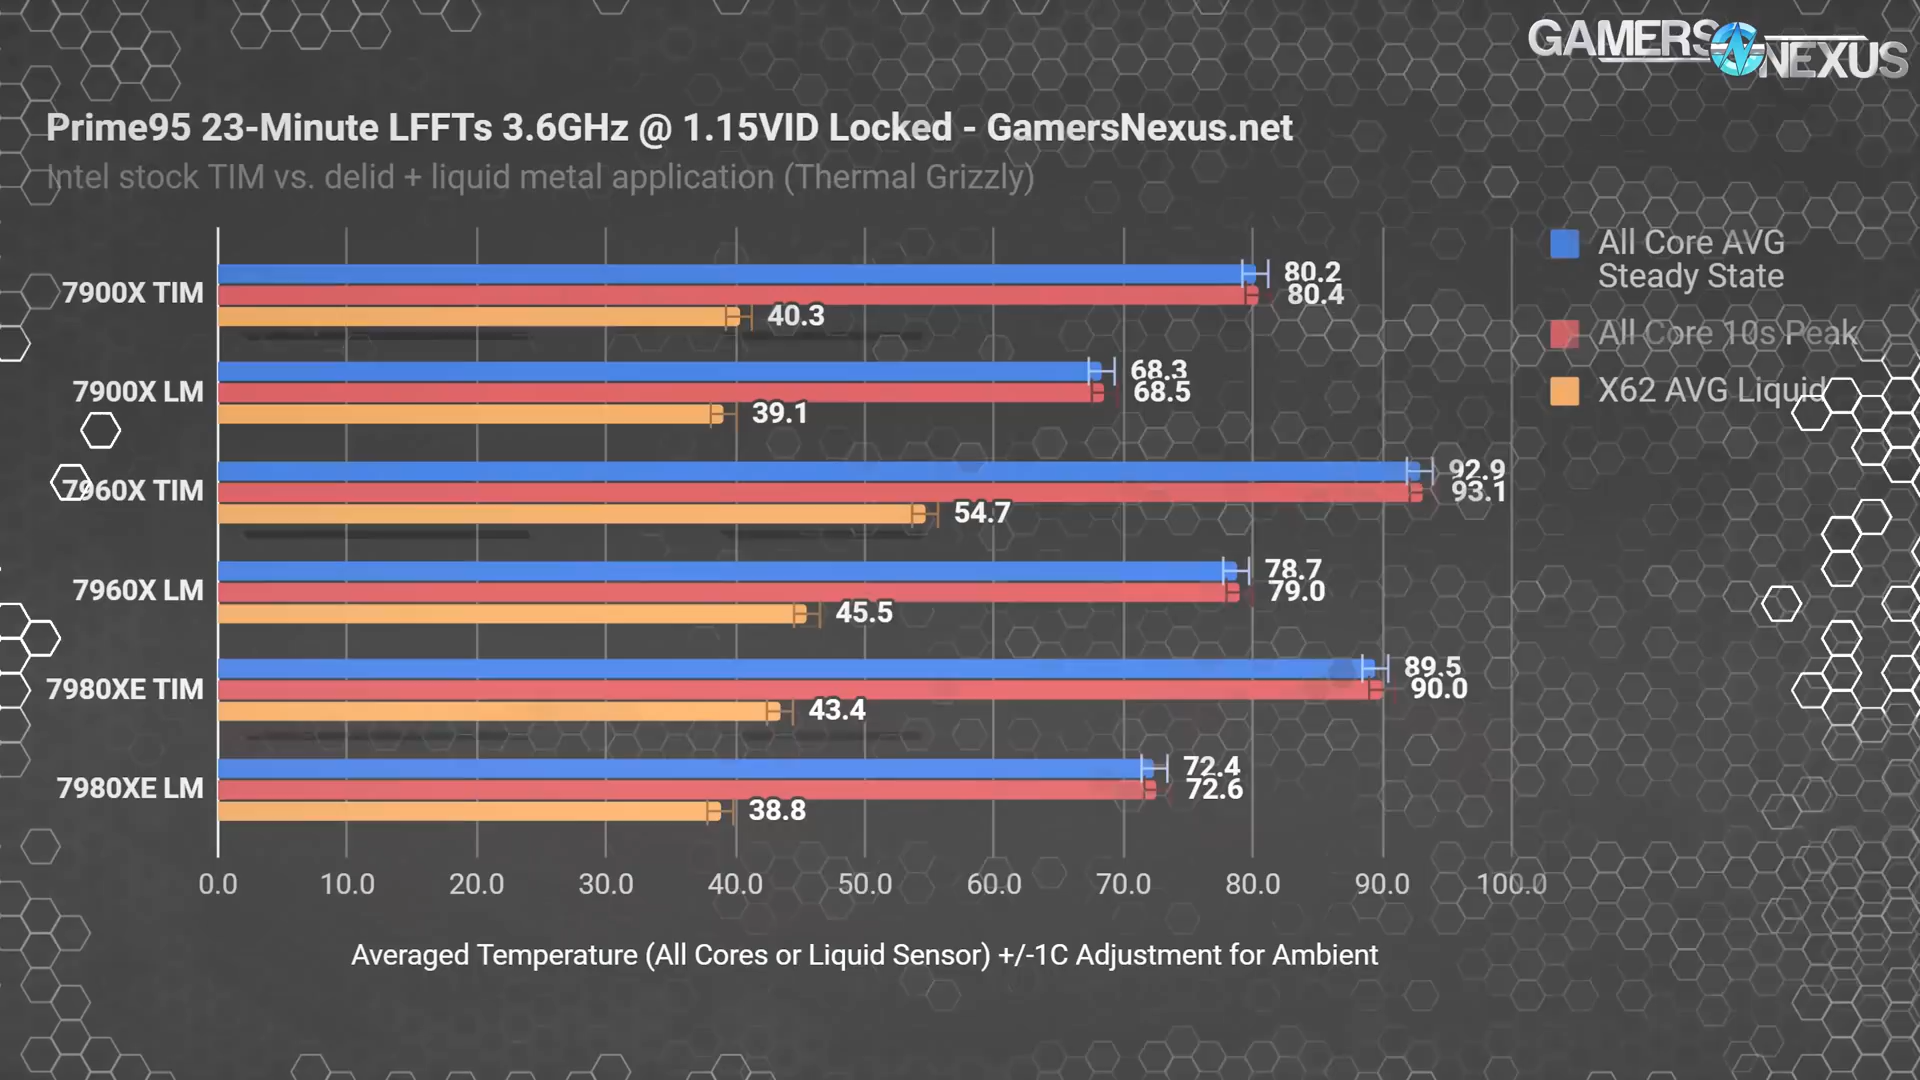 GAMERS NEXUS
Prime95 23-Minute LFFTs 3.6GHz @ 1.15VID Locked - GamersNexus.net
Intel stock TIM vs. delid + liquid metal application (Thermal Grizzly)
All Core AVG
Steady State
All Core 10s Peak
X62 AVG Liquid
7900X TIM
80.2
80.4
40.3
7900X LM
68.3
68.5
39.1
7960X TIM
92.9
93.1
54.7
7960X LM
78.7
79.0
45.5
7980XE TIM
89.5
90.0
43.4
7980XE LM
72.4
72.6
38.8
0.0 10.0 20.0 30.0 40.0 50.0 60.0 70.0 80.0 90.0 100.0
Averaged Temperature (All Cores or Liquid Sensor) +/-1C Adjustment for Ambient